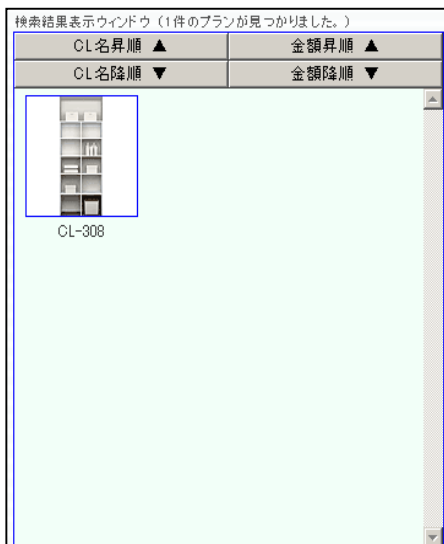 検索結果表示ウィンドウ（1件のプランが見つかりました。）
CL名昇順 ▲
金額昇順 ▲
CL名降順 ▼
金額降順 ▼
CL-308